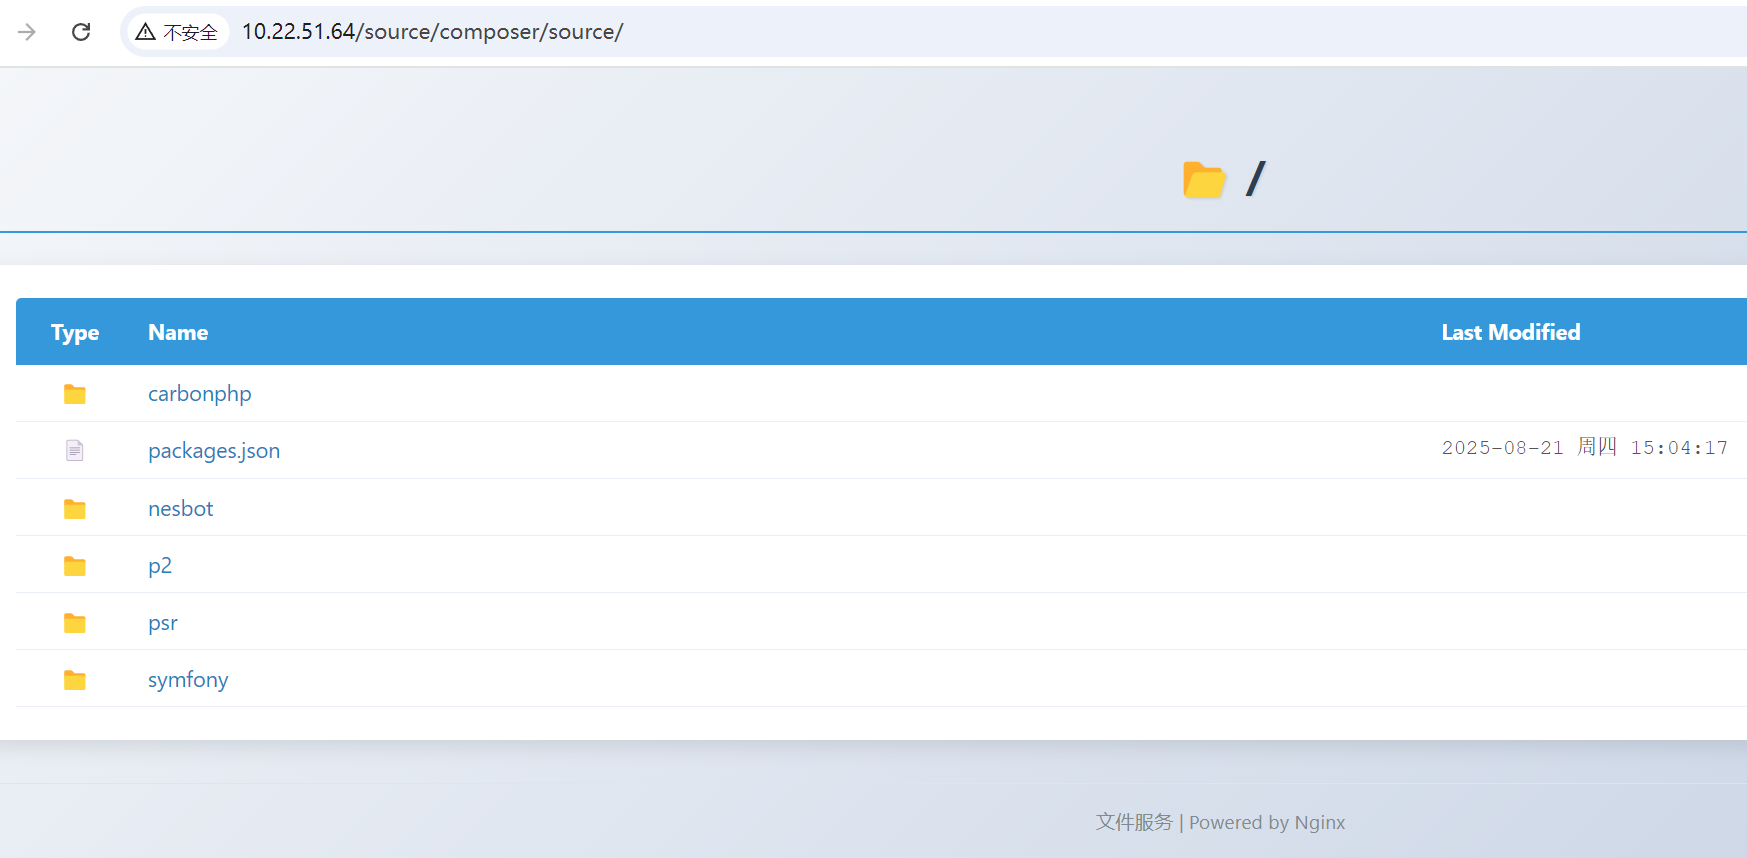 不安全 10.22.51.64/source/composer/source/
/
Type Name Last Modified
carbonphp
packages.json 2025-08-21 周四 15:04:17
nesbot
p2
psr
symfony
文件服务 | Powered by Nginx